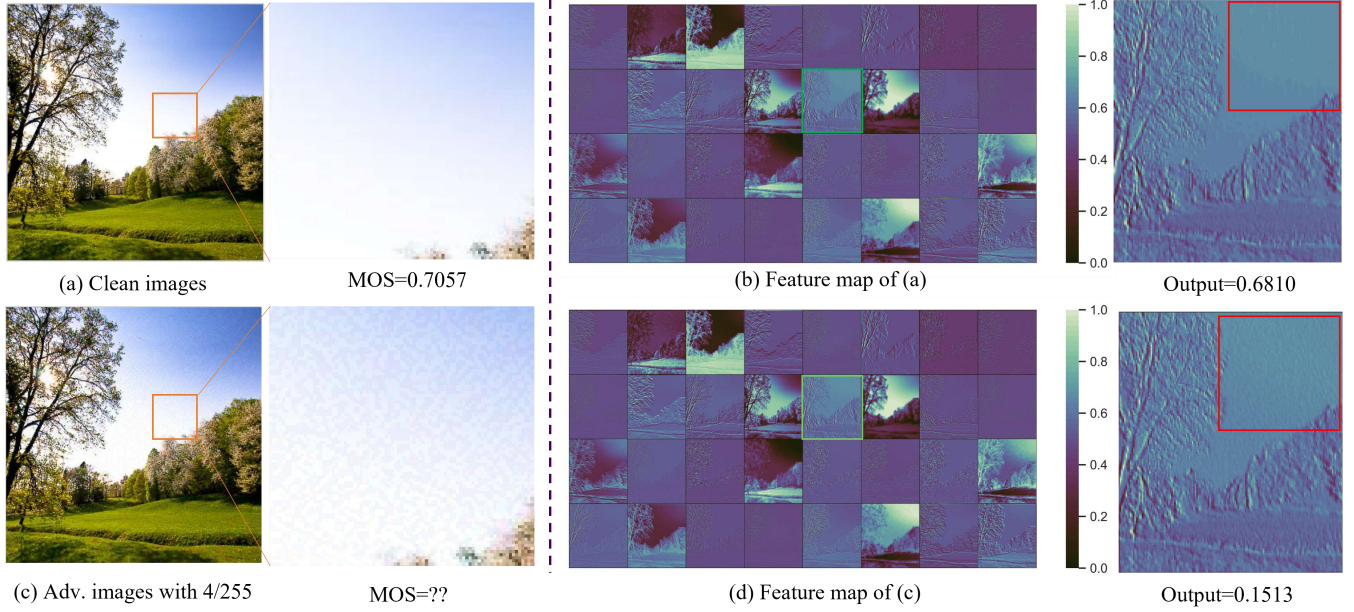 1.0
0.8
0.6
0.4
0.2
0.0
(a) Clean images
MOS=0.7057
(b) Feature map of (a)
Output=0.6810
1.0
0.8
0.6
0.4
0.2
0.0
(c) Adv. images with 4/255
MOS=??
(d) Feature map of (c)
Output=0.1513